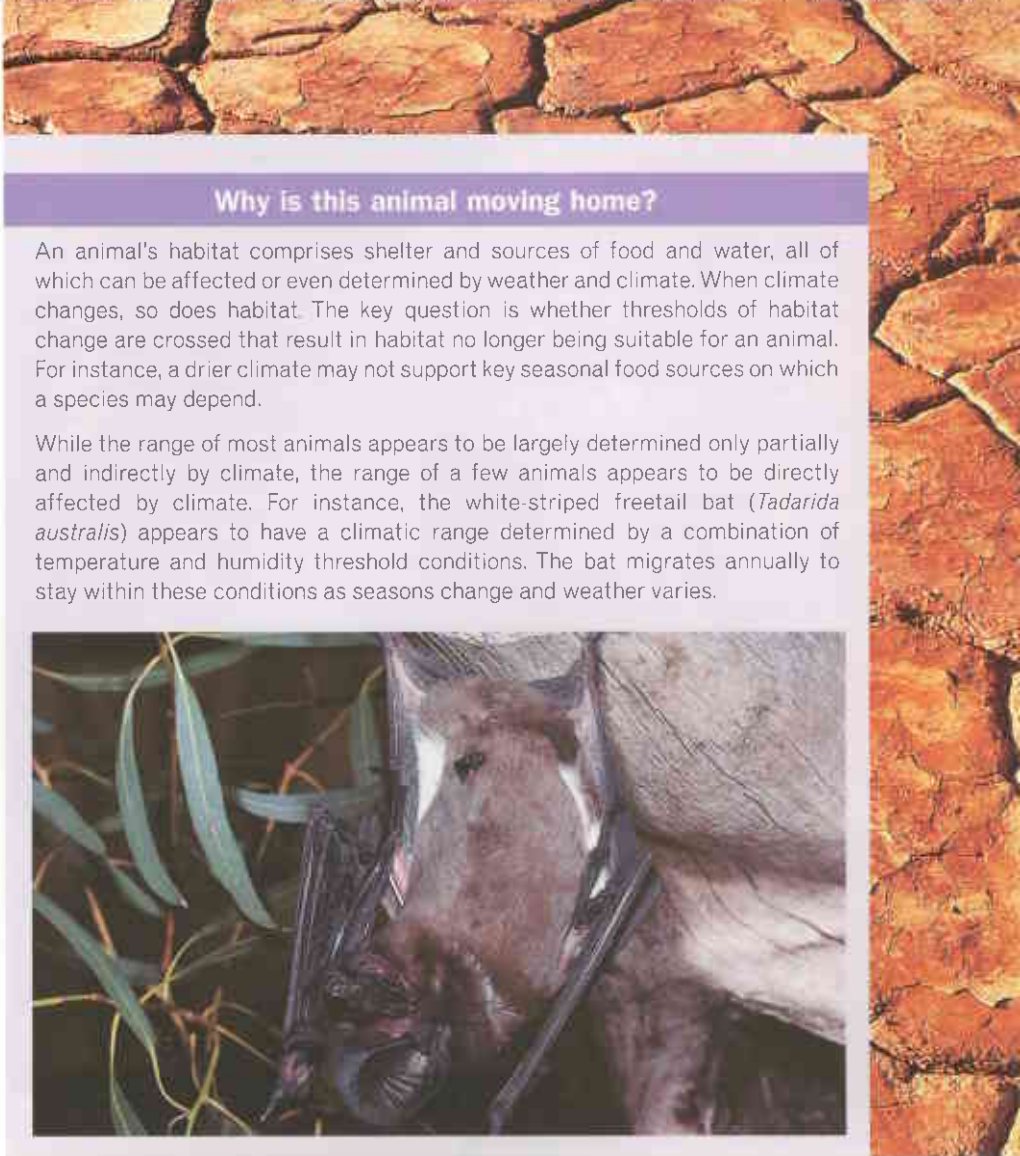 Why is this animal moving home?
An animal's habitat comprises shelter and sources of food and water, all of
which can be affected or even determined by weather and climate. When climate
changes, so does habitat. The key question is whether thresholds of habitat
change are crossed that result in habitat no longer being suitable for an animal.
For instance, a drier climate may not support key seasonal food sources on which
a species may depend.
While the range of most animals appears to be largely determined only partially
and indirectly by climate, the range of a few animals appears to be directly
affected by climate. For instance, the white-striped freetail bat (Tadarida
australis) appears to have a climatic range determined by a combination of
temperature and humidity threshold conditions. The bat migrates annually to
stay within these conditions as seasons change and weather varies.